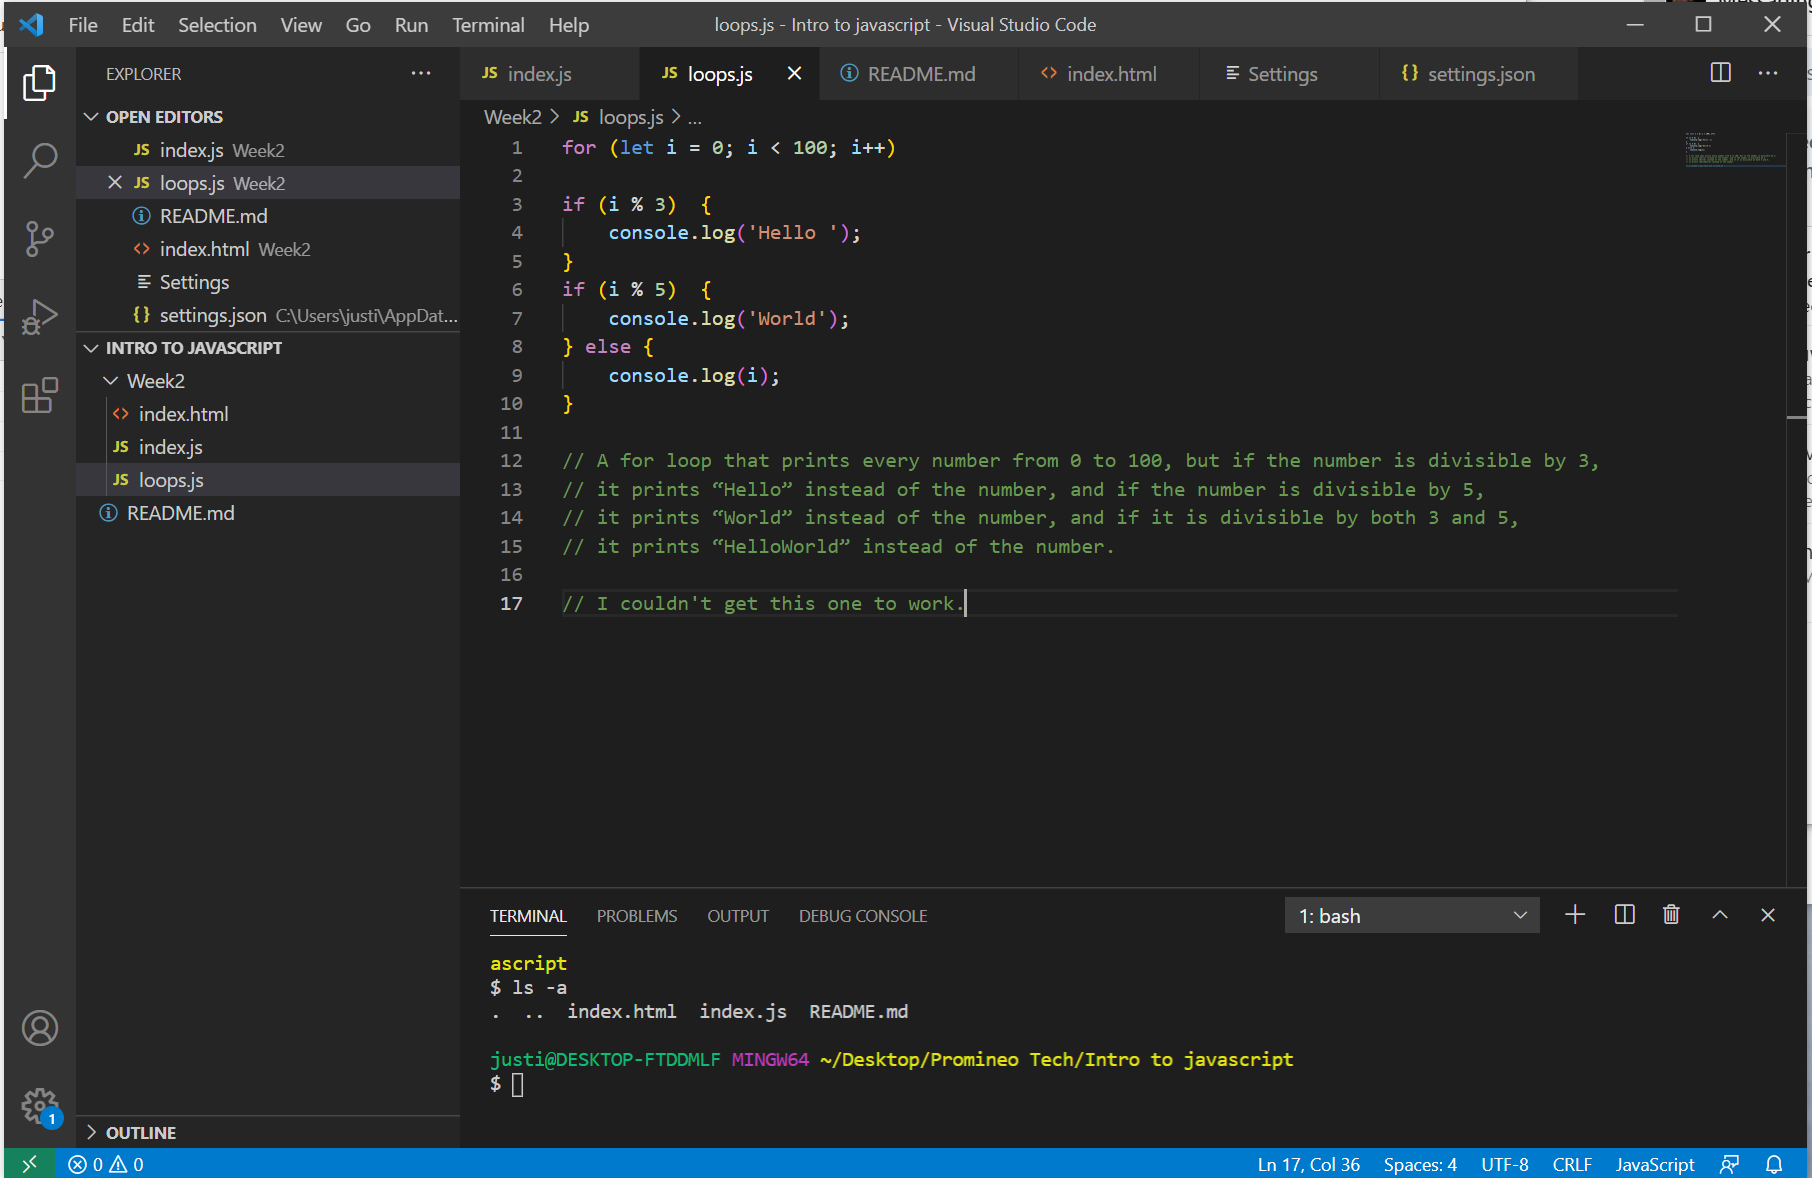 File Edit Selection View Go Run Terminal Help loops.js - Intro to javascript - Visual Studio Code
EXPLORER
JS index.js JS loops.js README.md <> index.html Settings {} settings.json
OPEN EDITORS
JS index.js Week2
JS loops.js Week2
README.md
<> index.html Week2
Settings
{} settings.json C:\Users\justi\AppDat...
INTRO TO JAVASCRIPT
Week2
<> index.html
JS index.js
JS loops.js
README.md
OUTLINE
Week2 > JS loops.js > ...
1 for (let i = 0; i < 100; i++)
2
3 if (i % 3)  {
4     console.log('Hello ');
5 }
6 if (i % 5)  {
7     console.log('World');
8 } else {
9     console.log(i);
10 }
11
12 // A for loop that prints every number from 0 to 100, but if the number is divisible by 3,
13 // it prints “Hello” instead of the number, and if the number is divisible by 5,
14 // it prints “World” instead of the number, and if it is divisible by both 3 and 5,
15 // it prints “HelloWorld” instead of the number.
16
17 // I couldn't get this one to work.
TERMINAL PROBLEMS OUTPUT DEBUG CONSOLE 1: bash
ascript
$ ls -a
.  ..  index.html  index.js  README.md
justi@DESKTOP-FTDDMLF MINGW64 ~/Desktop/Promineo Tech/Intro to javascript
$
1
0 0 Ln 17, Col 36 Spaces: 4 UTF-8 CRLF JavaScript